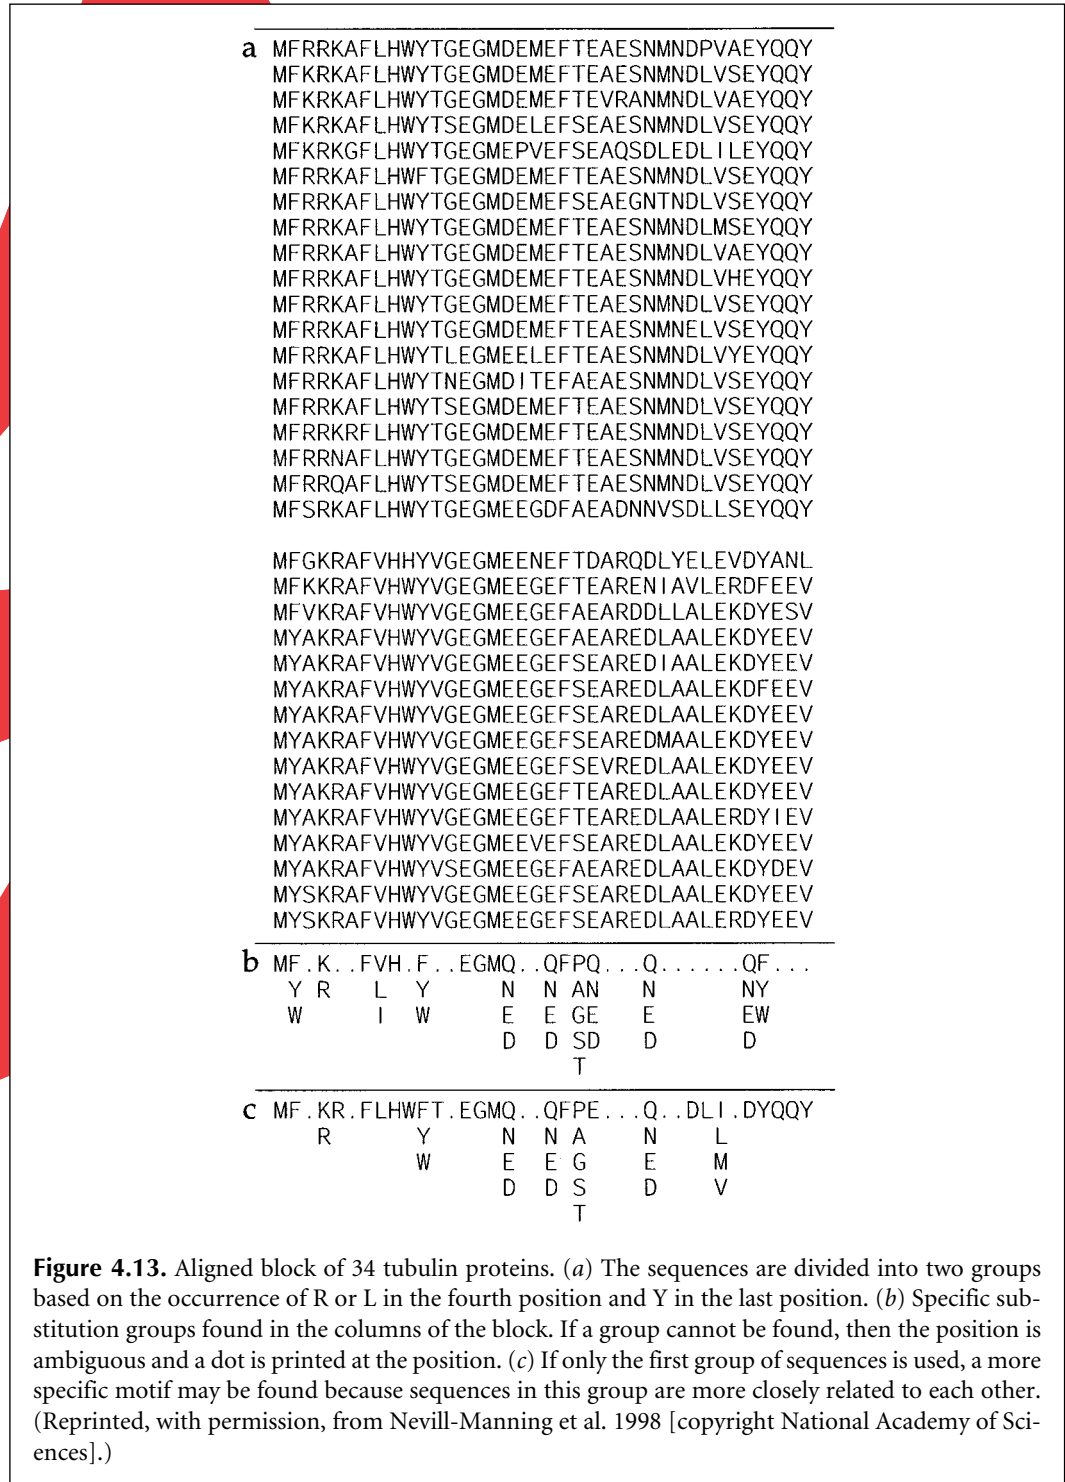 a MFRRKAFLHWYTGEGMDEMEFTEAESNMNDPVAEYQQY
MFKRKAFLHWYTGEGMDEMEFTEAESNMNDLVSEYQQY
MFKRKAFLHWYTGEGMDEMEFTEVRANMNDLVAEYQQY
MFKRKAFLHWYTSEGMDELEFSEAESNMNDLVSEYQQY
MFKRKGFLHWYTGEGMEPVEFSEAQSDLEDLILEYQQY
MFRRKAFLHWFTGEGMDEMEFTEAESNMNDLVSEYQQY
MFRRKAFLHWYTGEGMDEMEFSEAEGNTNDLVSEYQQY
MFRRKAFLHWYTGEGMDEMEFTEAESNMNDLMSEYQQY
MFRRKAFLHWYTGEGMDEMEFTEAESNMNDLVAEYQQY
MFRRKAFLHWYTGEGMDEMEFTEAESNMNDLVHEYQQY
MFRRKAFLHWYTGEGMDEMEFTEAESNMNDLVSEYQQY
MFRRKAFLHWYTGEGMDEMEFTEAESNMNELVSEYQQY
MFRRKAFLHWYTLEGMEELEFTEAESNMNDLVYEYQQY
MFRRKAFLHWYTNEGMDITEFAEAESNMNDLVSEYQQY
MFRRKAFLHWYTSEGMDEMEFTEAESNMNDLVSEYQQY
MFRRKRFLHWYTGEGMDEMEFTEAESNMNDLVSEYQQY
MFRRNAFLHWYTGEGMDEMEFTEAESNMNDLVSEYQQY
MFRRQAFLHWYTSEGMDEMEFTEAESNMNDLVSEYQQY
MFSRKAFLHWYTGEGMEEGDFAEADNNVSDLLSEYQQY
MFGKRAFVHHYVGEGMEENEFTDARQDLYELEVDYANL
MFKKRAFVHWYVGEGMEEGEFTEARENIAVLERDFEEV
MFVKRAFVHWYVGEGMEEGEFAEARDDLLALEKDYESV
MYAKRAFVHWYVGEGMEEGEFAEAREDLAALEKDYEEV
MYAKRAFVHWYVGEGMEEGEFSEAREDIAALEKDYEEV
MYAKRAFVHWYVGEGMEEGEFSEAREDLAALEKDFEEV
MYAKRAFVHWYVGEGMEEGEFSEAREDLAALEKDYEEV
MYAKRAFVHWYVGEGMEEGEFSEAREDMAALEKDYEEV
MYAKRAFVHWYVGEGMEEGEFSEVREDLAALEKDYEEV
MYAKRAFVHWYVGEGMEEGEFTEAREDLAALEKDYEEV
MYAKRAFVHWYVGEGMEEGEFTEAREDLAALERDYIEV
MYAKRAFVHWYVGEGMEEVEFSEAREDLAALEKDYEEV
MYAKRAFVHWYVSEGMEEGEFAEAREDLAALEKDYDEV
MYSKRAFVHWYVGEGMEEGEFSEAREDLAALEKDYEEV
MYSKRAFVHWYVGEGMEEGEFSEAREDLAALERDYEEV
b MF.K..FVH.F..EGMQ..QFPQ...Q......QF...
Y R L Y N N AN N NY
W I W E E GE E EW
D D SD D D
T
c MF.KR.FLHWFT.EGMQ..QFPE...Q..DLI.DYQQY
R Y N N A N L
W E E G E M
D D S D V
T
Figure 4.13. Aligned block of 34 tubulin proteins. (a) The sequences are divided into two groups
based on the occurrence of R or L in the fourth position and Y in the last position. (b) Specific sub-
stitution groups found in the columns of the block. If a group cannot be found, then the position is
ambiguous and a dot is printed at the position. (c) If only the first group of sequences is used, a more
specific motif may be found because sequences in this group are more closely related to each other.
(Reprinted, with permission, from Nevill-Manning et al. 1998 [copyright National Academy of Sci-
ences].)